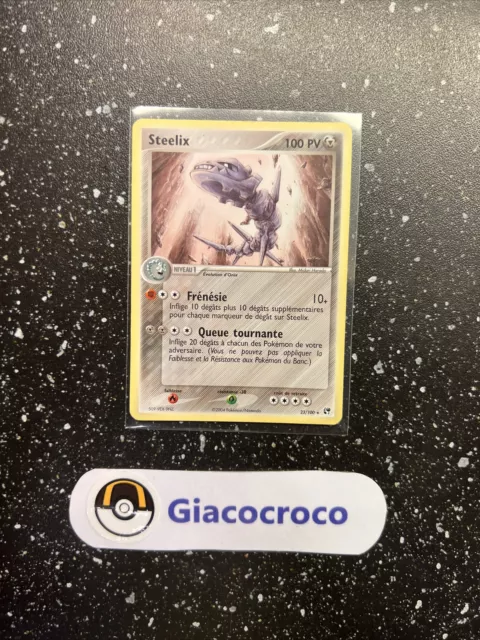 Steelix 100 PV
NIVEAU 1
Évolution d'Onix
Frénésie 10+
Inflige 10 dégâts plus 10 dégâts supplémentaires
pour chaque marqueur de dégât sur Steelix.
Queue tournante
Inflige 20 dégâts à chacun des Pokémon de votre
adversaire. (Vous ne pouvez pas appliquer la
Faiblesse et la Résistance aux Pokémon du Banc.)
Giacocroco